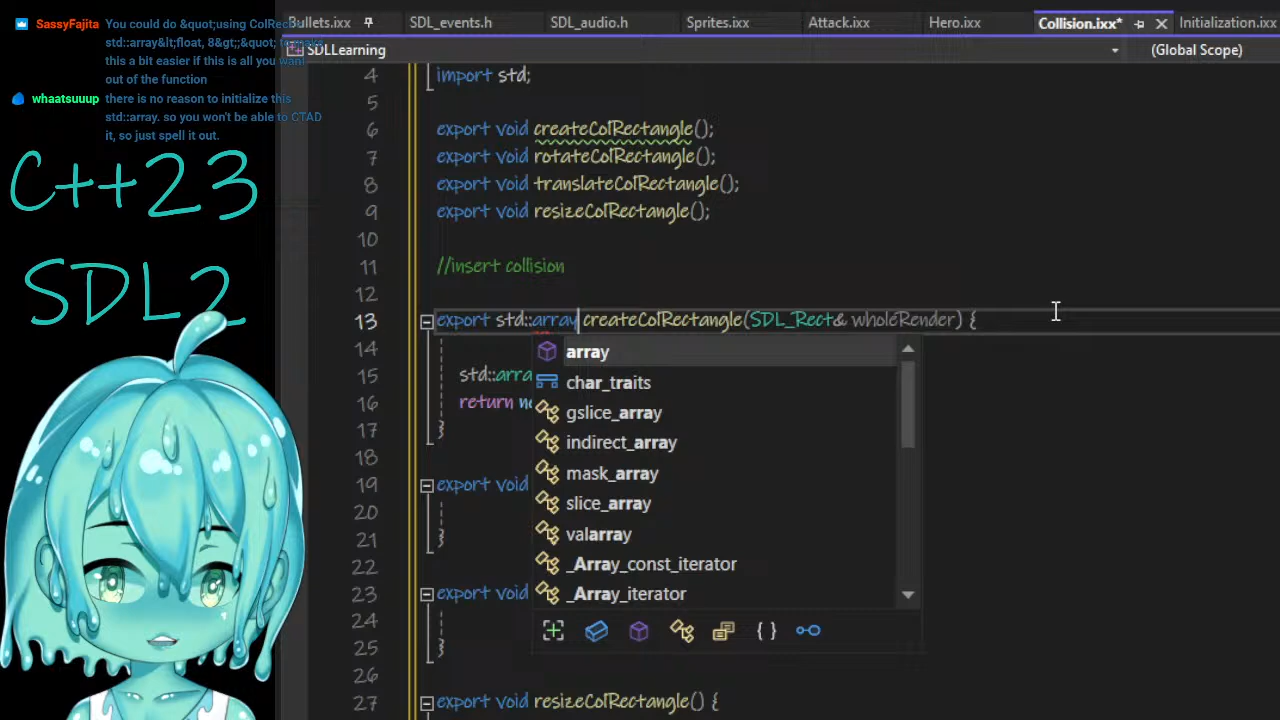 Bullets.ixx SDL_events.h SDL_audio.h Sprites.ixx Attack.ixx Hero.ixx Collision.ixx* Initialization.ixx
SDLLearning (Global Scope)
SassyFajita You could do &quot;using ColRect =
std::array&lt;float, 8&gt;;&quot; to make
this a bit easier if this is all you want
out of the function
whaatsuuup there is no reason to initialize this
std::array. so you won't be able to CTAD
it, so just spell it out.
C++23
SDL2
4 import std;
5
6 export void createColRectangle();
7 export void rotateColRectangle();
8 export void translateColRectangle();
9 export void resizeColRectangle();
10
11 //insert collision
12
13 export std::array createColRectangle(SDL_Rect& wholeRender) {
14
15 std::arra
16 return ne
17 }
18
19 export void
20
21 }
22
23 export void
24
25 }
26
27 export void resizeColRectangle() {
array
char_traits
gslice_array
indirect_array
mask_array
slice_array
valarray
_Array_const_iterator
_Array_iterator
{ }